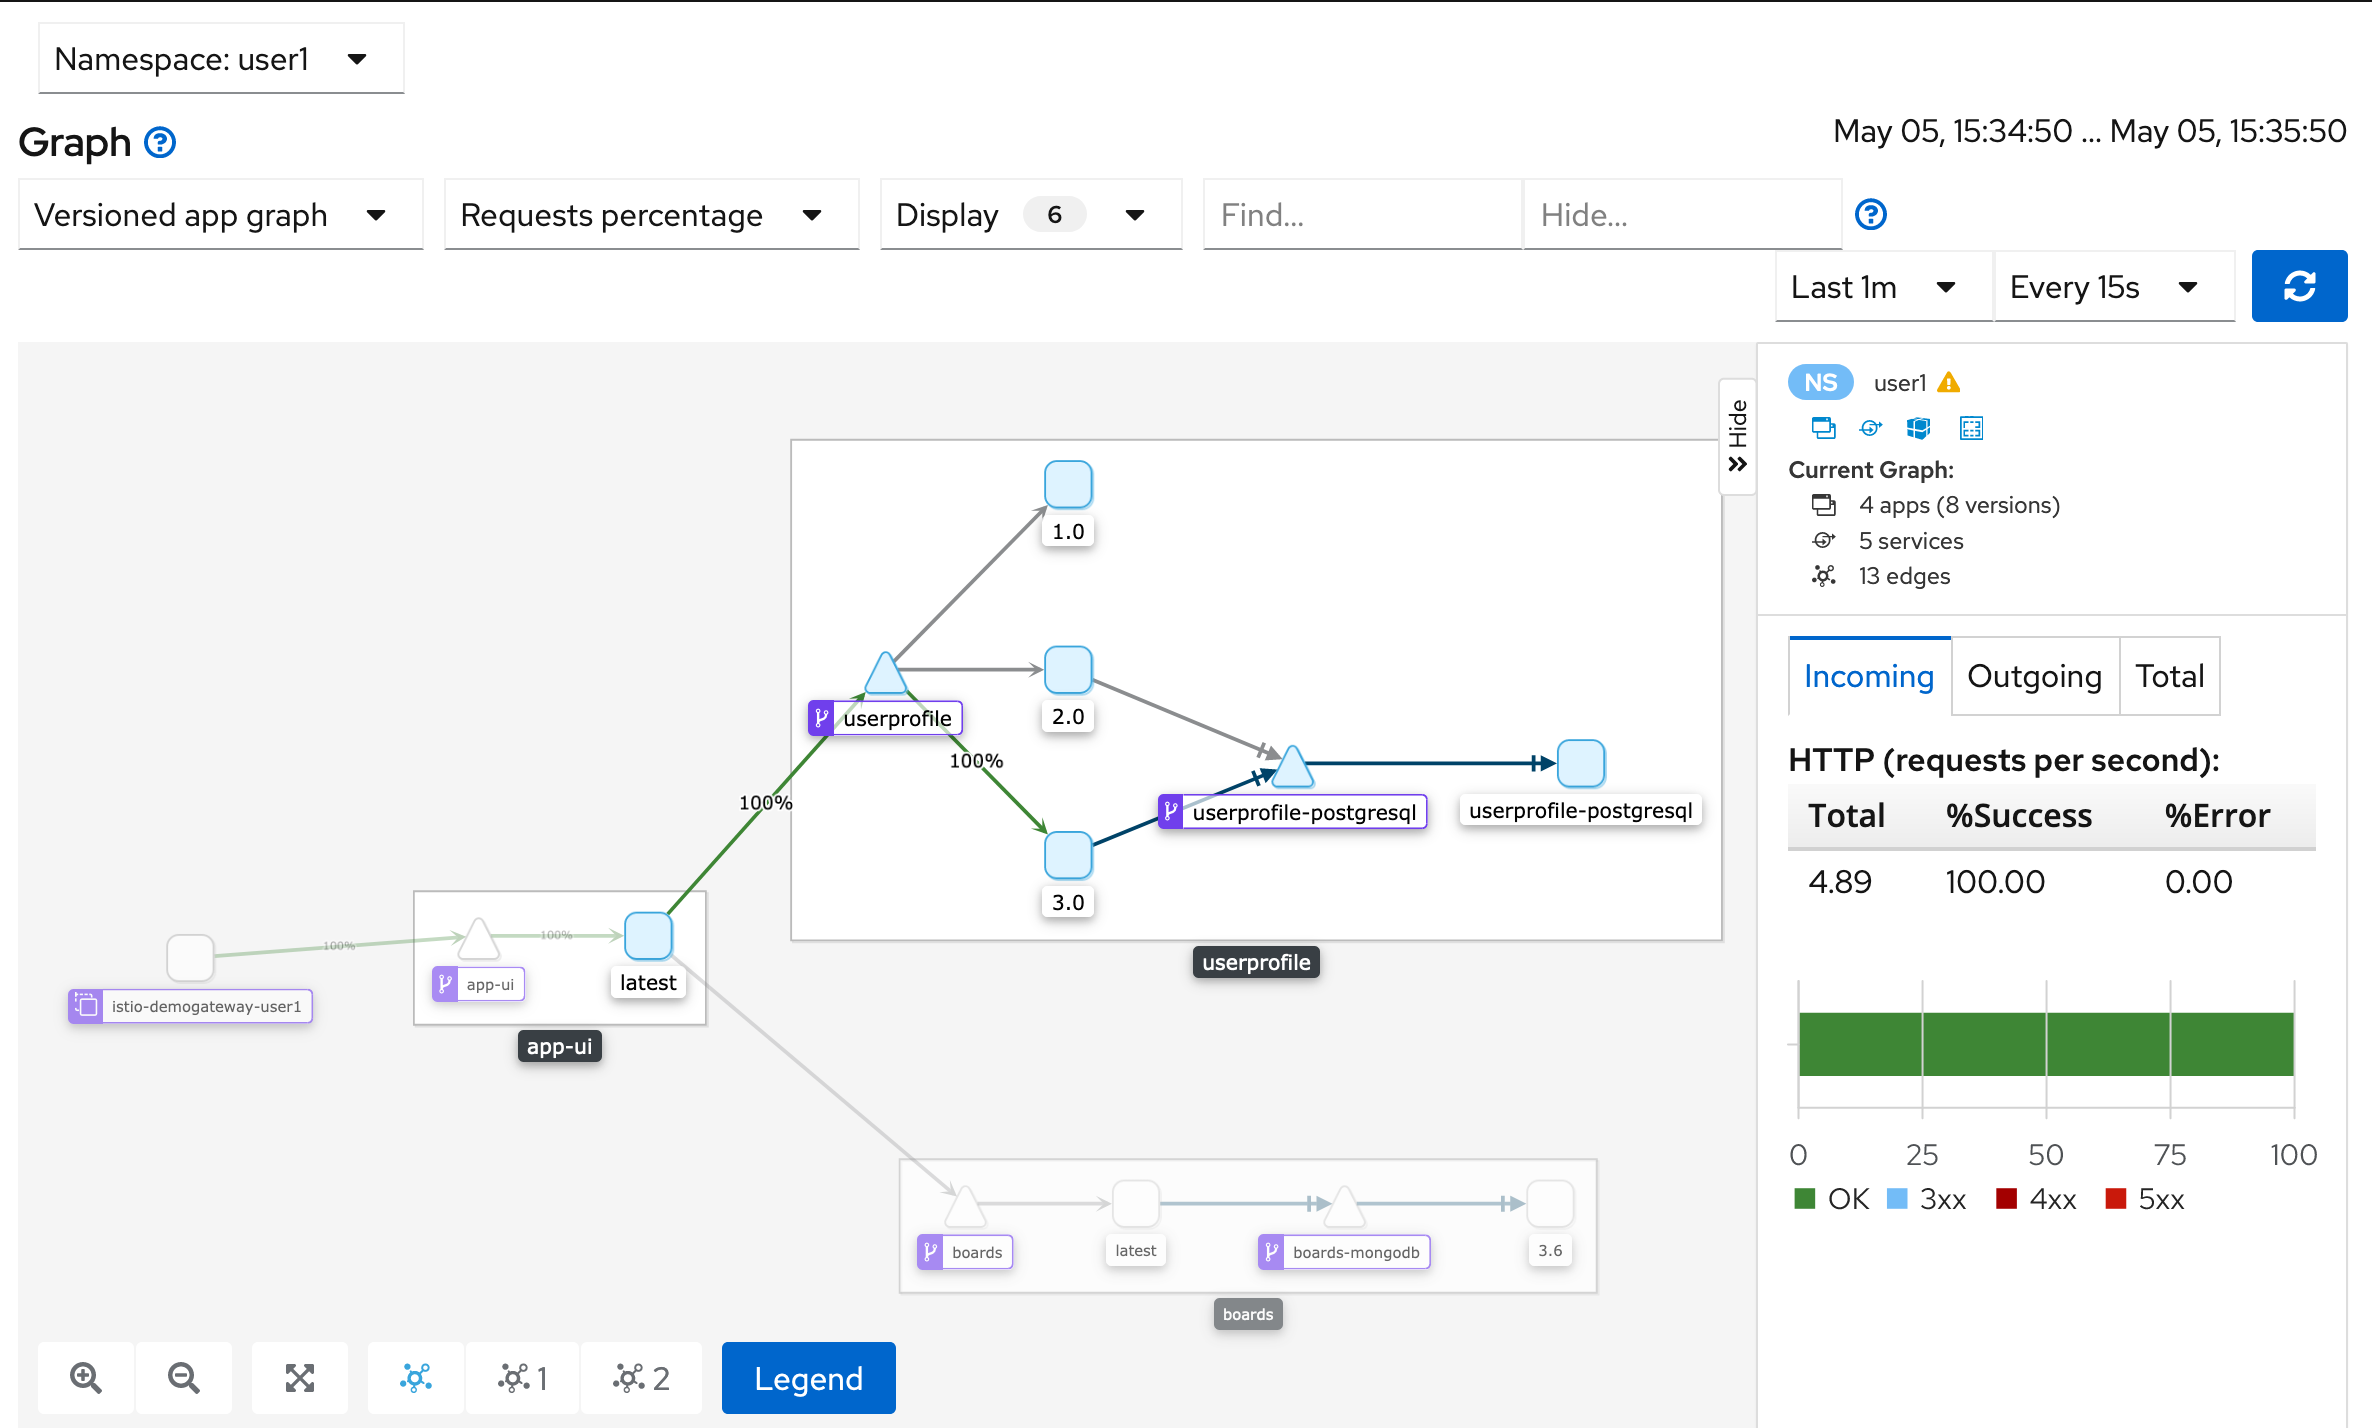 Namespace: user1
Graph
May 05, 15:34:50 ... May 05, 15:35:50
Versioned app graph
Requests percentage
Display 6
Find...
Hide...
Last 1m
Every 15s
Hide
NS user1
Current Graph:
4 apps (8 versions)
5 services
13 edges
Incoming
Outgoing
Total
HTTP (requests per second):
Total %Success %Error
4.89 100.00 0.00
0 25 50 75 100
OK 3xx 4xx 5xx
1.0
2.0
userprofile
100%
100%
userprofile-postgresql
userprofile-postgresql
3.0
userprofile
100%
100%
istio-demogateway-user1
app-ui
latest
app-ui
boards
latest
boards-mongodb
3.6
boards
1
2
Legend